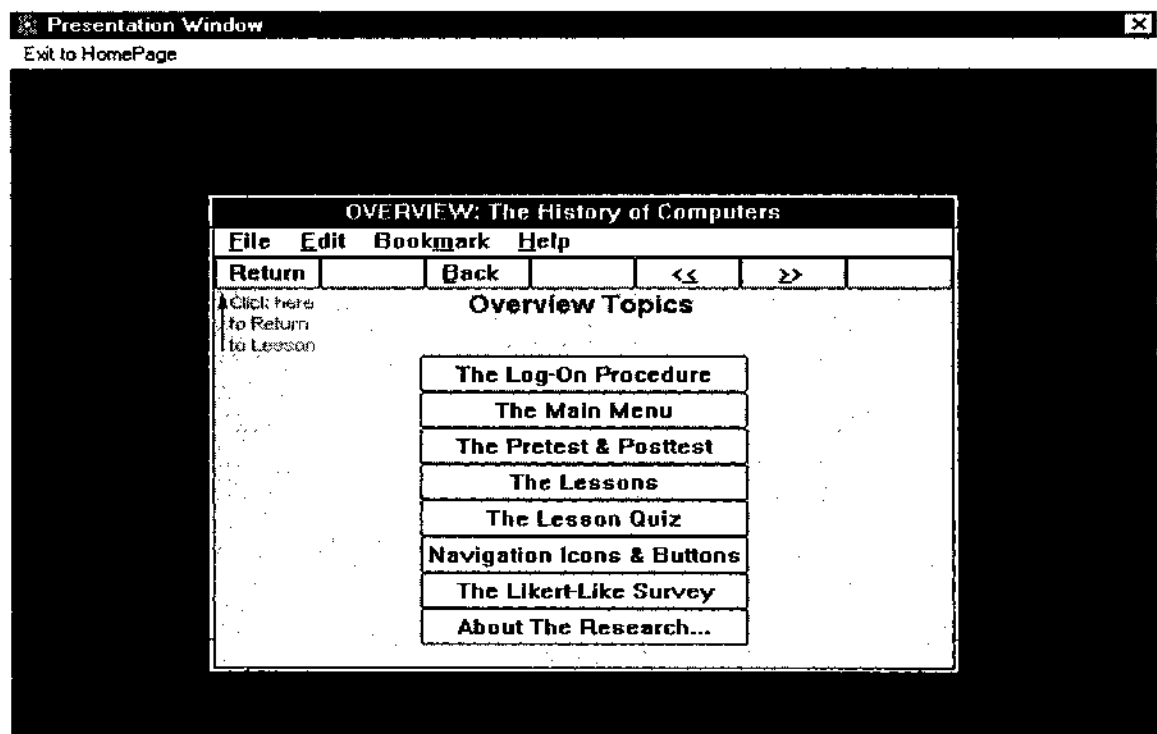 Presentation Window
Exit to HomePage
OVERVIEW: The History of Computers
File Edit Bookmark Help
Return Back << >>
Click here
to Return
to Lesson
Overview Topics
The Log-On Procedure
The Main Menu
The Pretest & Posttest
The Lessons
The Lesson Quiz
Navigation Icons & Buttons
The Likert-Like Survey
About The Research...